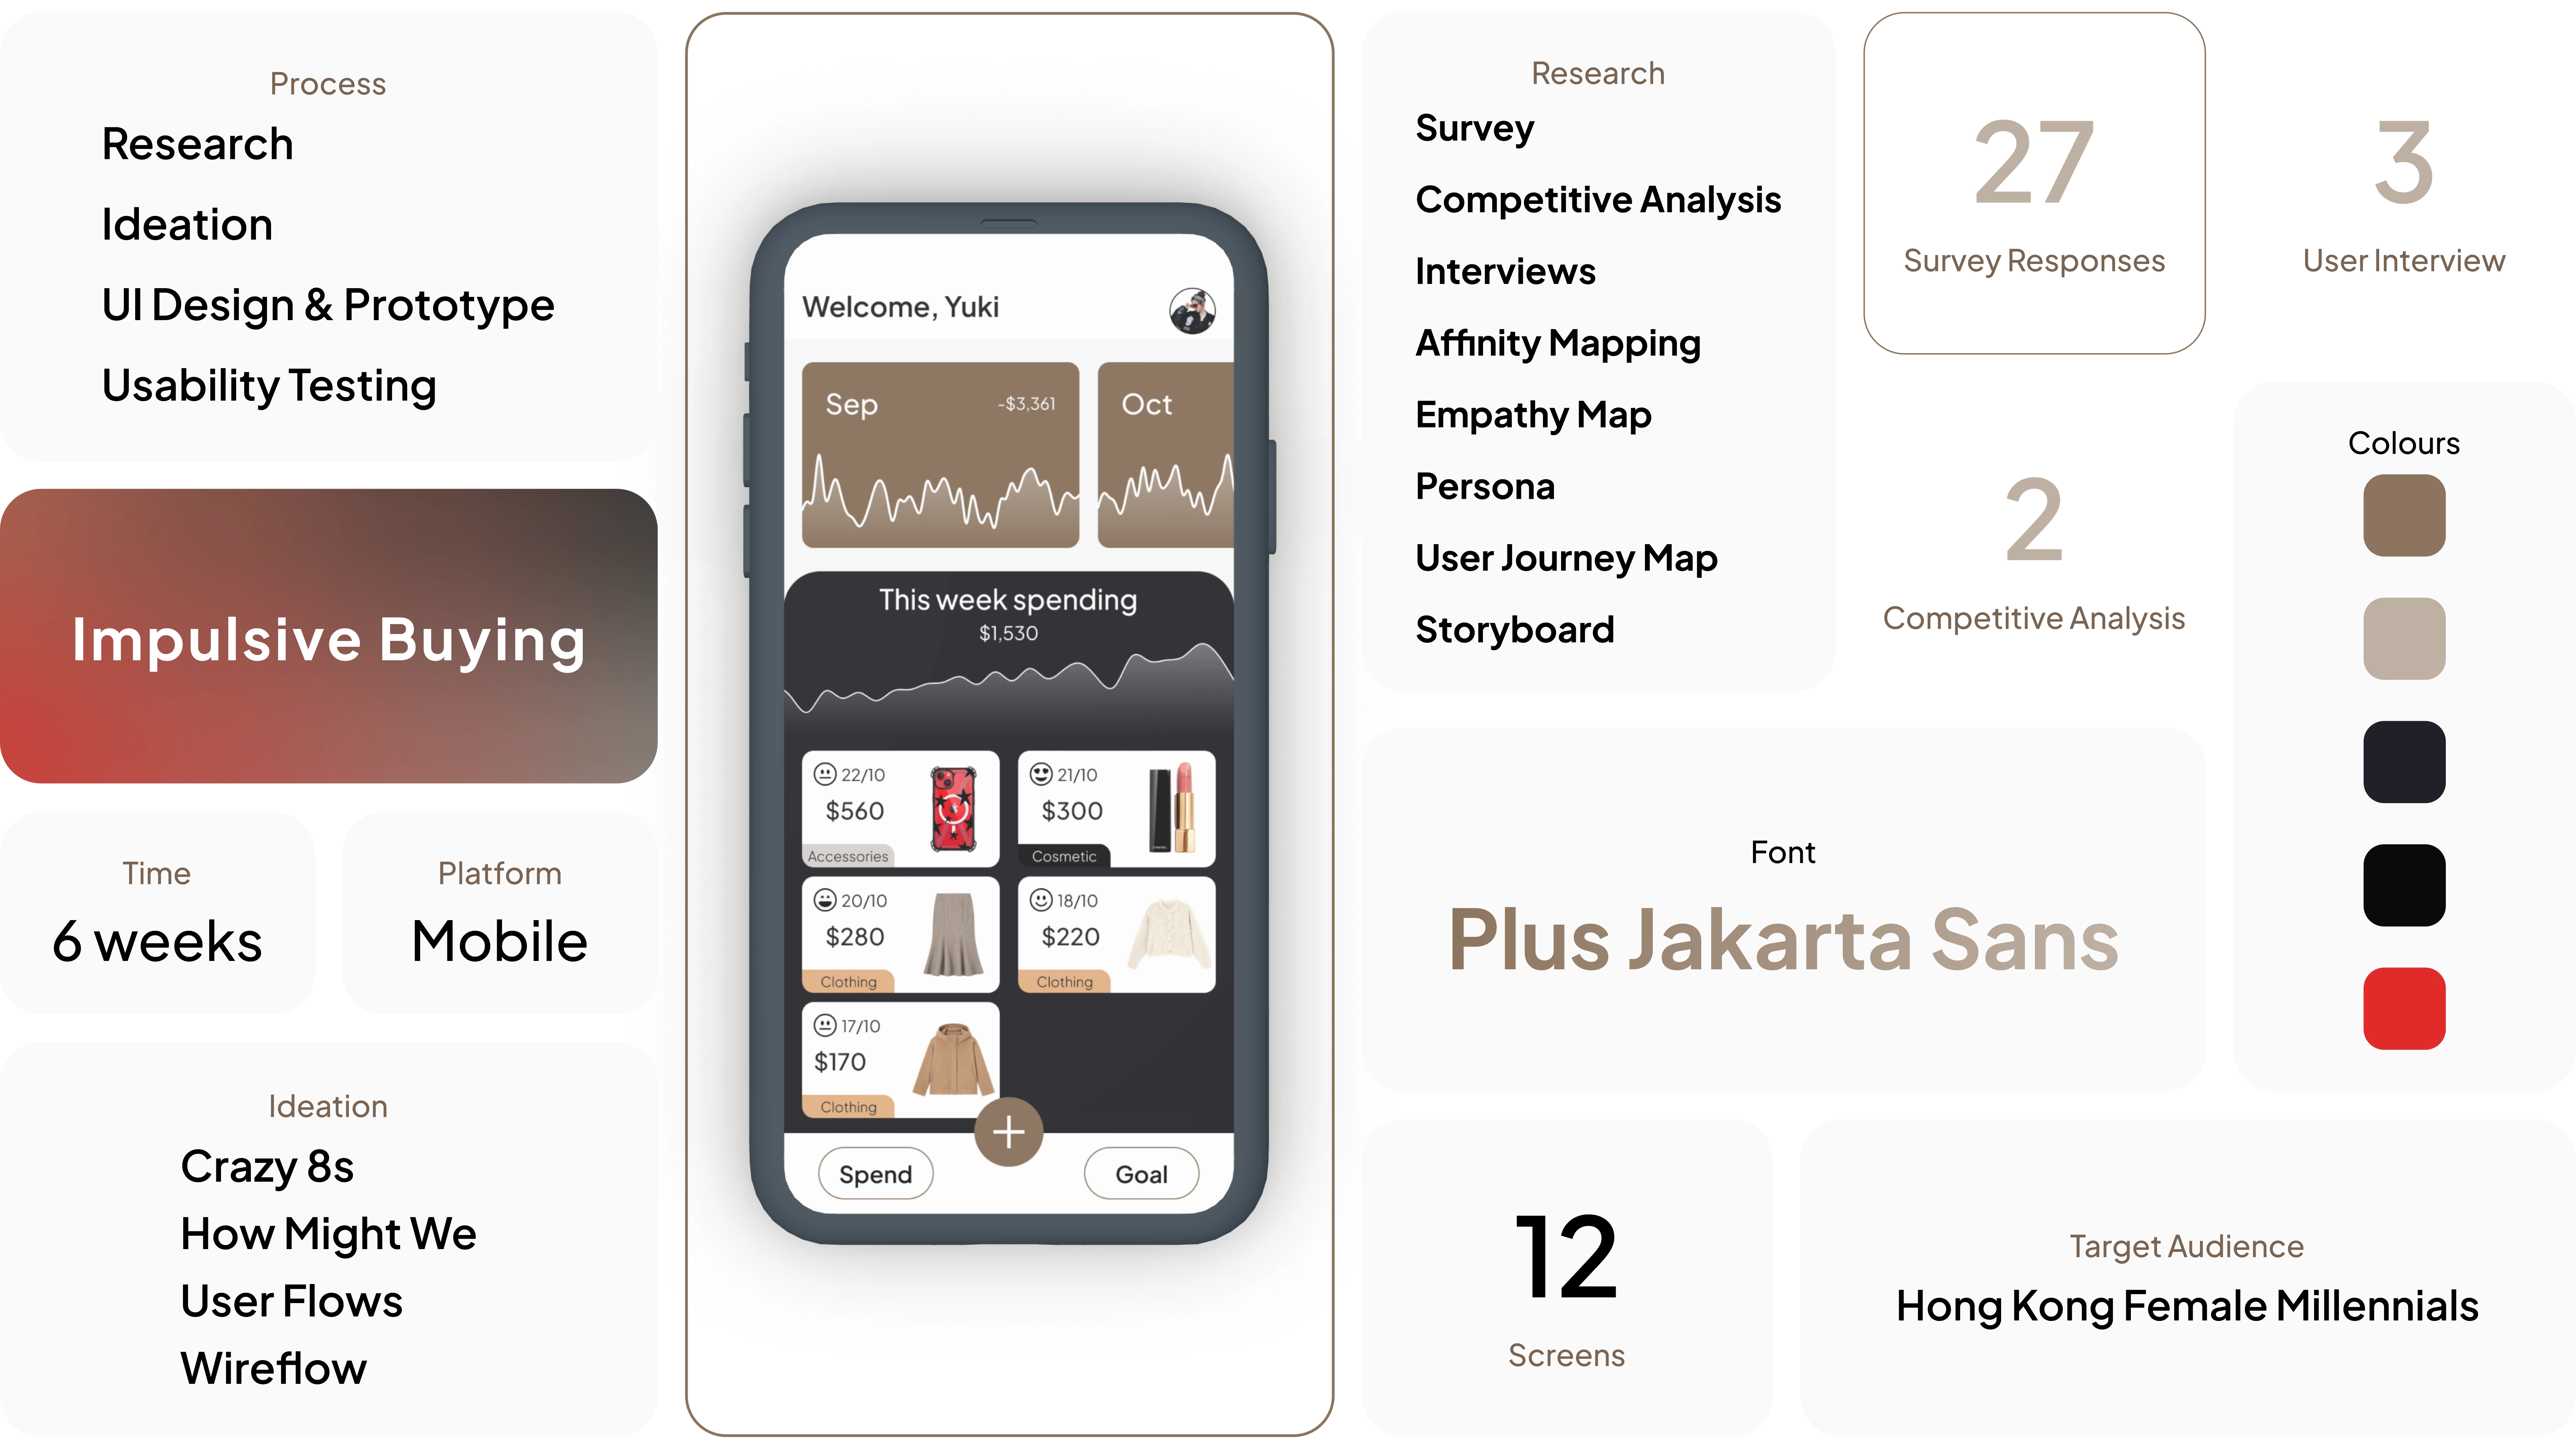 Process
Research
Ideation
UI Design & Prototype
Usability Testing
Impulsive Buying
Time
6 weeks
Platform
Mobile
Ideation
Crazy 8s
How Might We
User Flows
Wireflow
Welcome, Yuki
Sep
-$3,361
Oct
This week spending
$1,530
22/10
$560
Accessories
21/10
$300
Cosmetic
20/10
$280
Clothing
18/10
$220
Clothing
17/10
$170
Clothing
+
Spend
Goal
Research
Survey
Competitive Analysis
Interviews
Affinity Mapping
Empathy Map
Persona
User Journey Map
Storyboard
27
Survey Responses
3
User Interview
2
Competitive Analysis
Colours
Font
Plus Jakarta Sans
12
Screens
Target Audience
Hong Kong Female Millennials